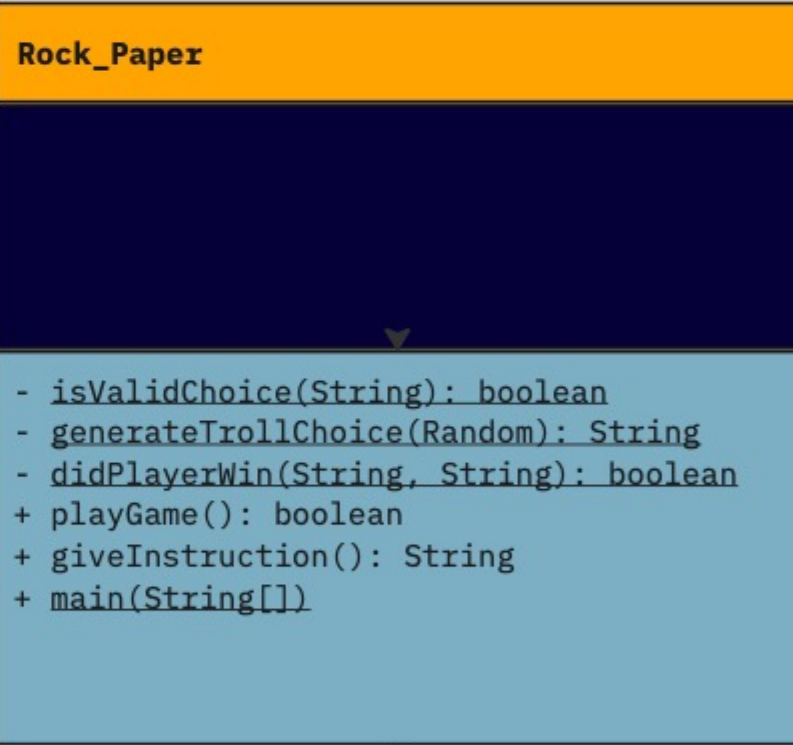 Rock_Paper
- isValidChoice(String): boolean
- generateTrollChoice(Random): String
- didPlayerWin(String, String): boolean
+ playGame(): boolean
+ giveInstruction(): String
+ main(String[])